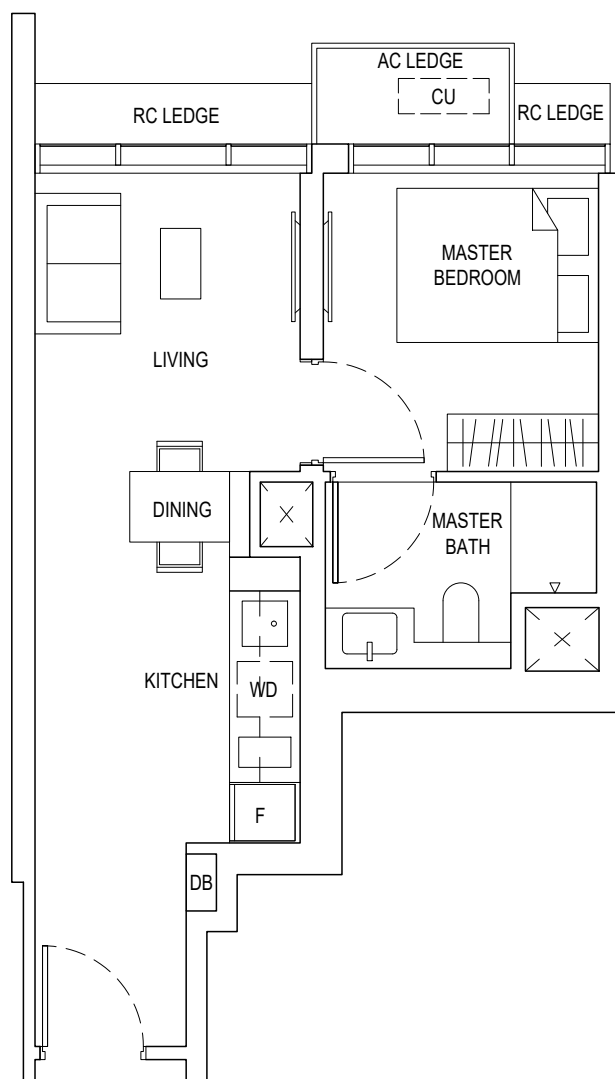 AC LEDGE
CU
RC LEDGE
RC LEDGE
MASTER
BEDROOM
LIVING
DINING
MASTER
BATH
KITCHEN
WD
F
DB